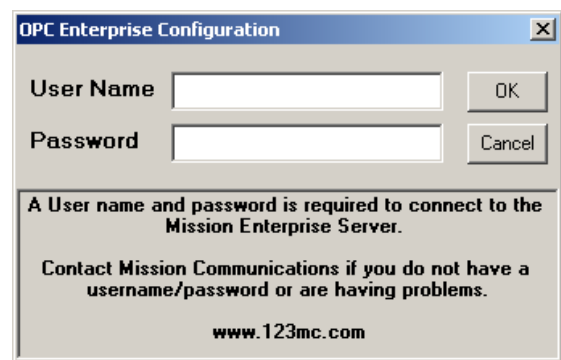 OPC Enterprise Configuration
User Name
OK
Password
Cancel
A User name and password is required to connect to the
Mission Enterprise Server.
Contact Mission Communications if you do not have a
username/password or are having problems.
www.123mc.com